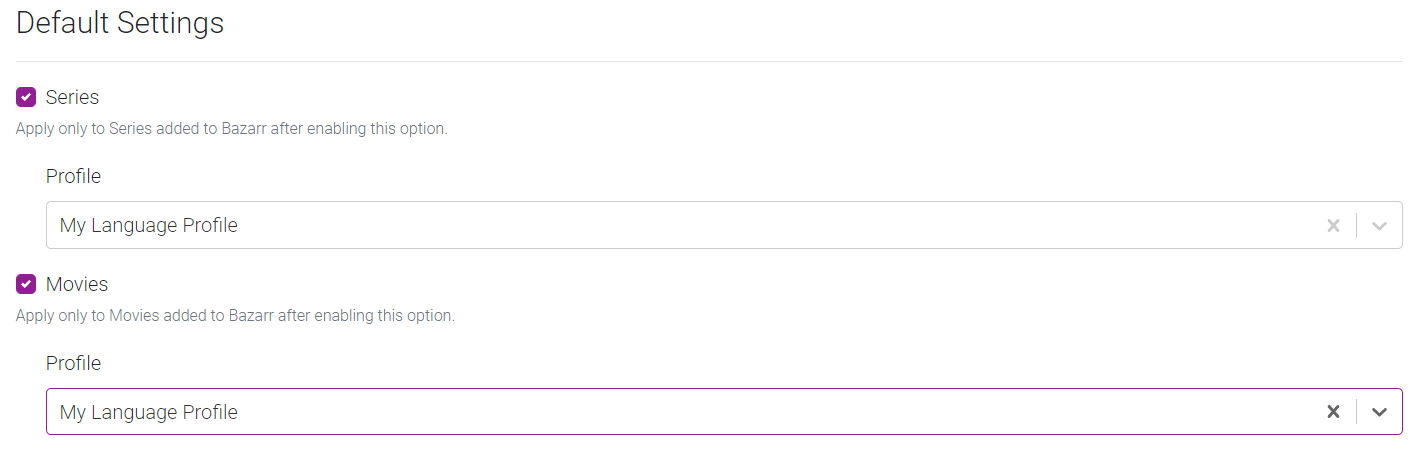 Default Settings
Series
Apply only to Series added to Bazarr after enabling this option.
Profile
My Language Profile
Movies
Apply only to Movies added to Bazarr after enabling this option.
Profile
My Language Profile